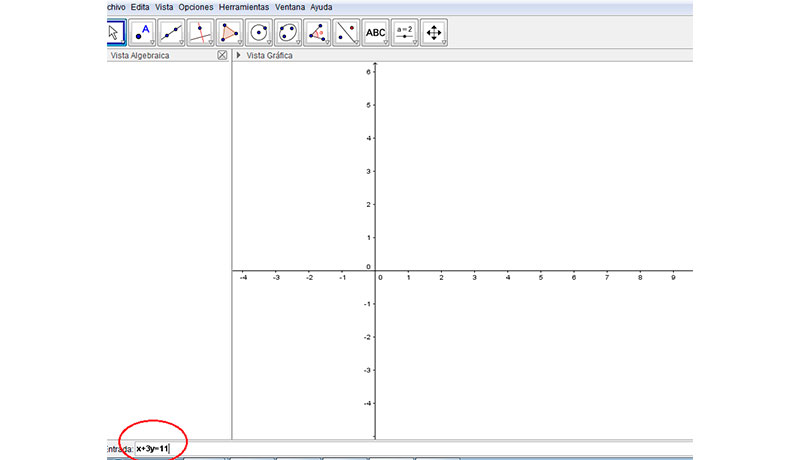 chivo Edita Vista Opciones Herramientas Ventana Ayuda
A ABC a=2
Vista Algebraica Vista Gráfica
6
5
4
3
2
1
0
-4 -3 -2 -1 0 1 2 3 4 5 6 7 8 9
-1
-2
-3
-4
ntrada: x+3y=11